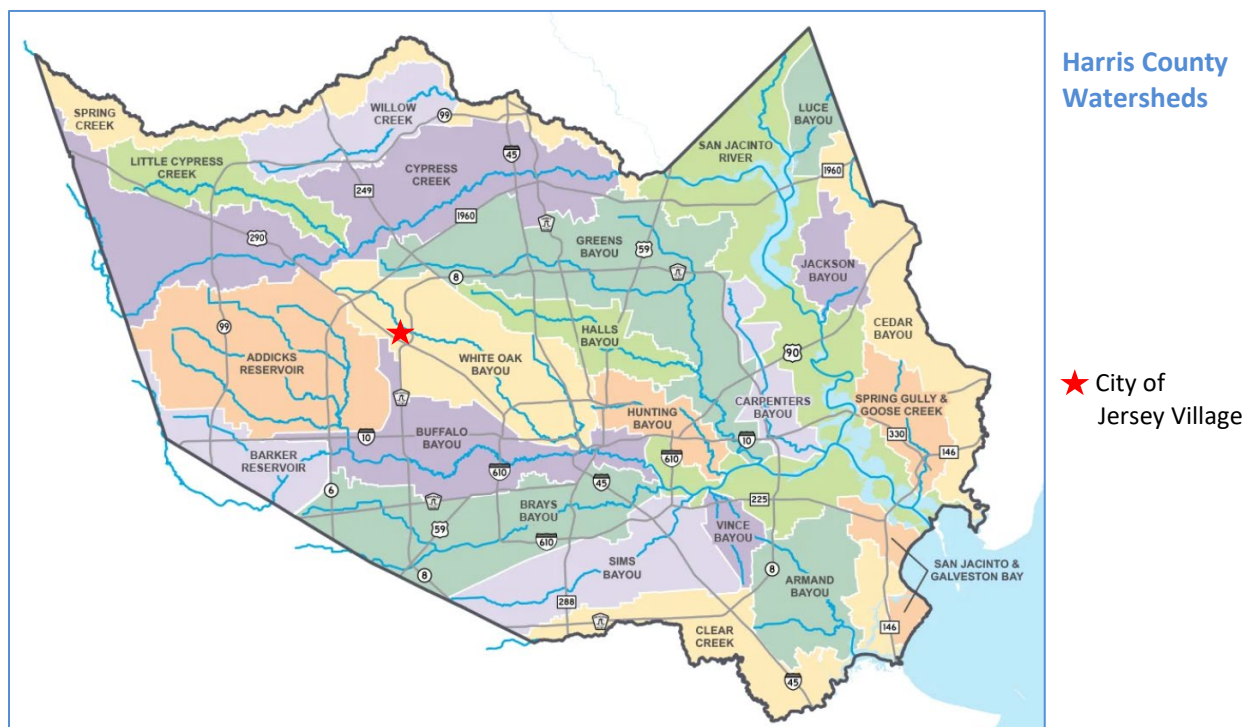 Harris County
Watersheds
SPRING
CREEK
WILLOW
CREEK
99
LUCE
BAYOU
SAN JACINTO
RIVER
LITTLE CYPRESS
CREEK
45
CYPRESS
CREEK
249
1960
1960
290
GREENS
BAYOU
59
8
JACKSON
BAYOU
99
ADDICKS
RESERVOIR
HALLS
BAYOU
CEDAR
BAYOU
WHITE OAK
BAYOU
90
City of
Jersey Village
CARPENTERS
BAYOU
SPRING GULLY &
GOOSE CREEK
HUNTING
BAYOU
330
10
BUFFALO
BAYOU
10
146
BARKER
RESERVOIR
610
610
45
6
225
BRAYS
BAYOU
59
VINCE
BAYOU
610
SIMS
BAYOU
SAN JACINTO &
GALVESTON BAY
8
8
ARMAND
BAYOU
288
146
CLEAR
CREEK
45